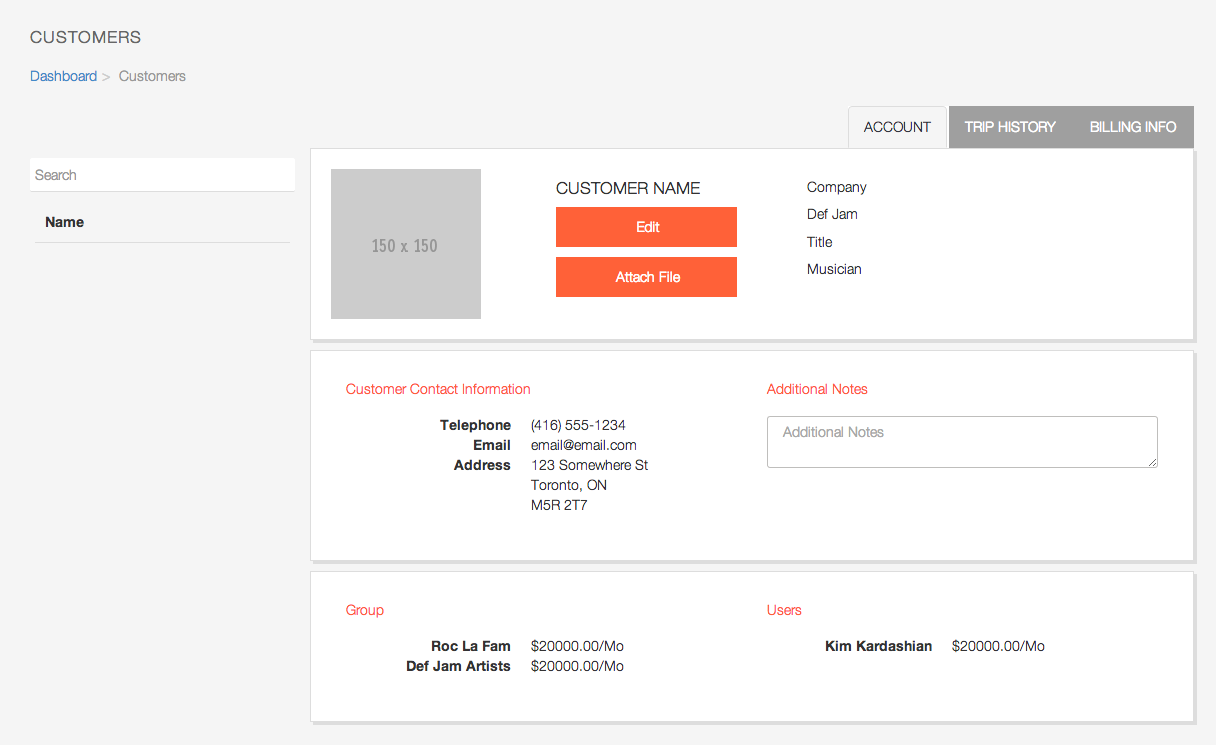 CUSTOMERS
Dashboard > Customers
ACCOUNT TRIP HISTORY BILLING INFO
Search
Name
150 x 150
CUSTOMER NAME
Edit
Attach File
Company
Def Jam
Title
Musician
Customer Contact Information
Telephone (416) 555-1234
Email email@email.com
Address 123 Somewhere St
Toronto, ON
M5R 2T7
Additional Notes
Additional Notes
Group
Roc La Fam $20000.00/Mo
Def Jam Artists $20000.00/Mo
Users
Kim Kardashian $20000.00/Mo